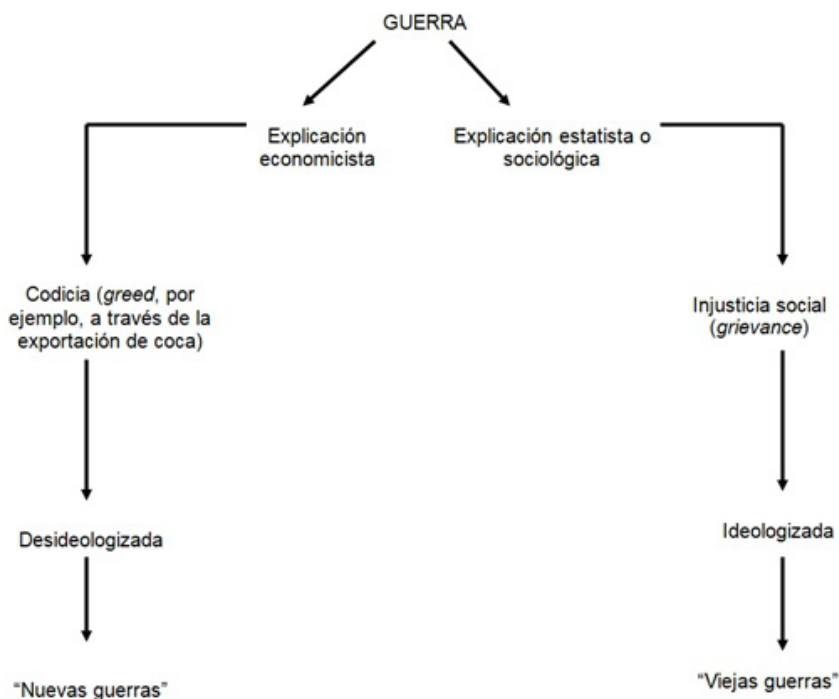 GUERRA
Explicación
economicista
Explicación estatista o
sociológica
Codicia (greed, por
ejemplo, a través de la
exportación de coca)
Injusticia social
(grievance)
Desideologizada
Ideologizada
“Nuevas guerras”
“Viejas guerras”